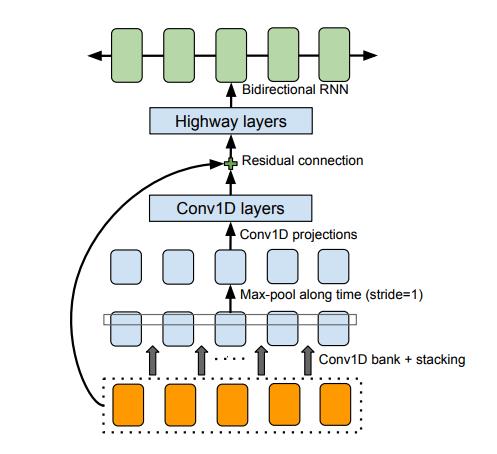 Bidirectional RNN
Highway layers
Residual connection
Conv1D layers
Conv1D projections
Max-pool along time (stride=1)
Conv1D bank + stacking